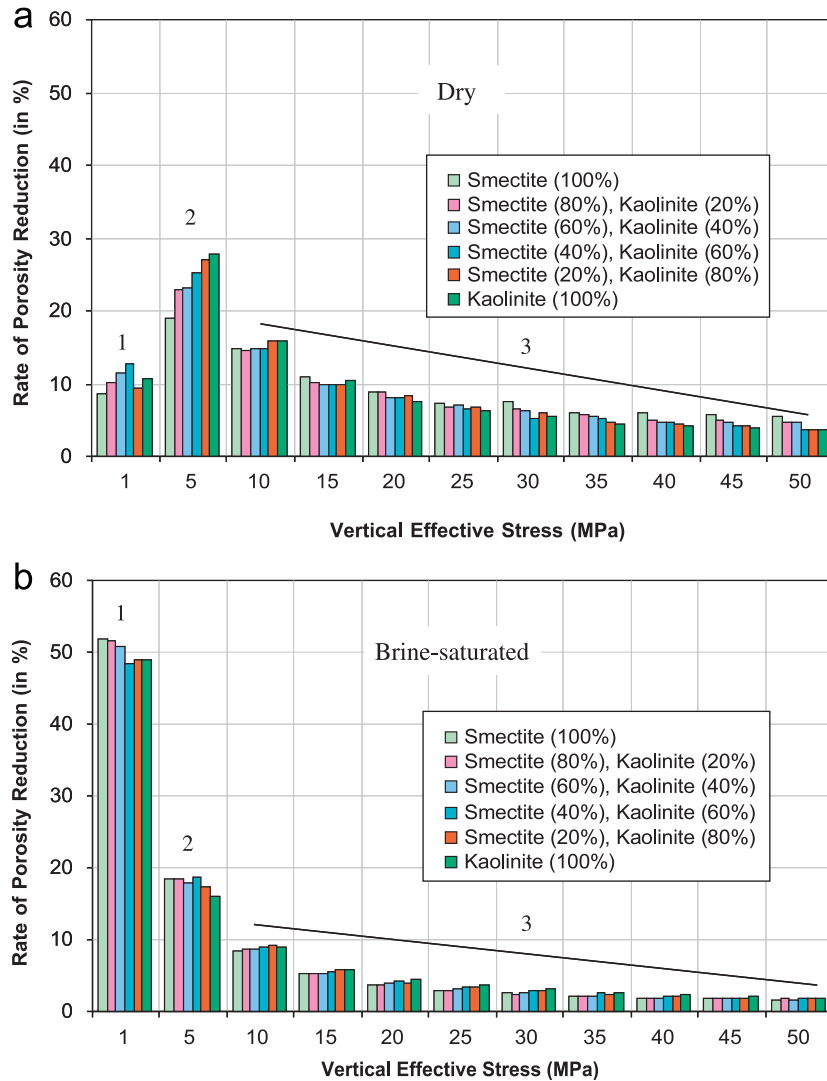 a
60
50
40
30
20
10
0
Rate of Porosity Reduction (in %)
Dry
Smectite (100%)
Smectite (80%), Kaolinite (20%)
Smectite (60%), Kaolinite (40%)
Smectite (40%), Kaolinite (60%)
Smectite (20%), Kaolinite (80%)
Kaolinite (100%)
1
2
3
1 5 10 15 20 25 30 35 40 45 50
Vertical Effective Stress (MPa)
b
60
50
40
30
20
10
0
Rate of Porosity Reduction (in %)
1
Brine-saturated
Smectite (100%)
Smectite (80%), Kaolinite (20%)
Smectite (60%), Kaolinite (40%)
Smectite (40%), Kaolinite (60%)
Smectite (20%), Kaolinite (80%)
Kaolinite (100%)
2
3
1 5 10 15 20 25 30 35 40 45 50
Vertical Effective Stress (MPa)